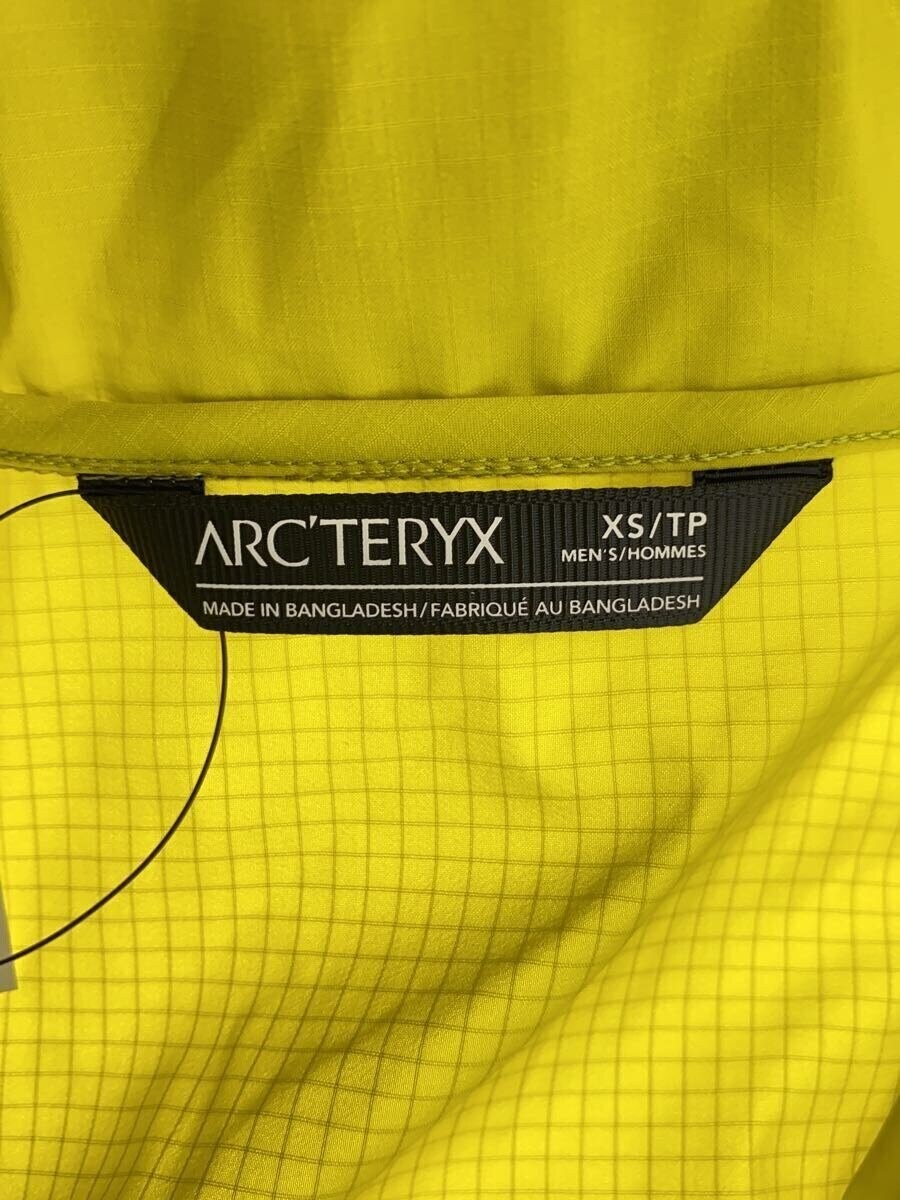 ARC'TERYX
XS/TP
MEN'S/HOMMES
MADE IN BANGLADESH/FABRIQUÉ AU BANGLADESH